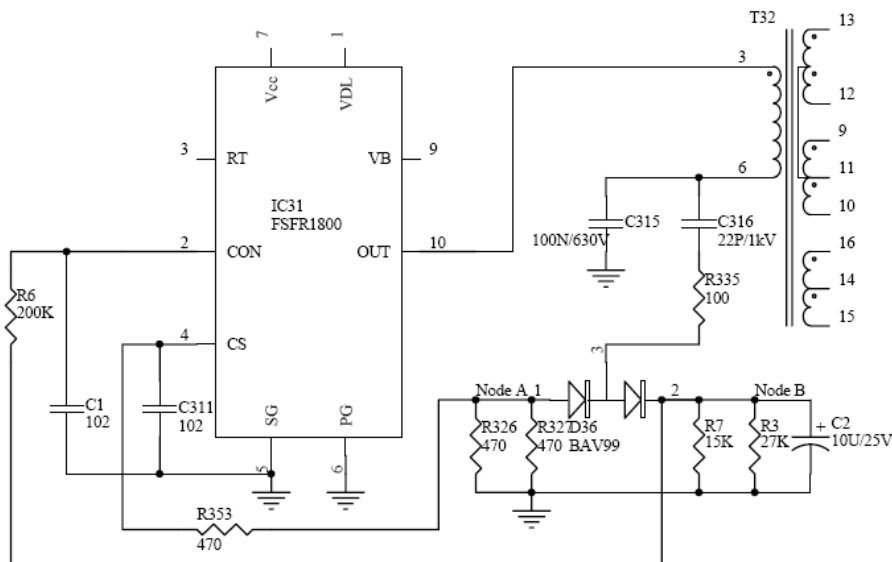 T32
13
7
1
3
12
Vcc
VDL
3
RT
VB
9
9
6
11
IC31
FSFR1800
10
C315
100N/630V
C316
22P/1kV
2
CON
OUT
10
16
R6
200K
R335
100
14
15
4
CS
3
Node A
1
2
Node B
C1
102
C311
102
SG
PG
R326
470
R327
470
D36
BAV99
R7
15K
R3
27K
+
C2
10U/25V
5
6
R353
470